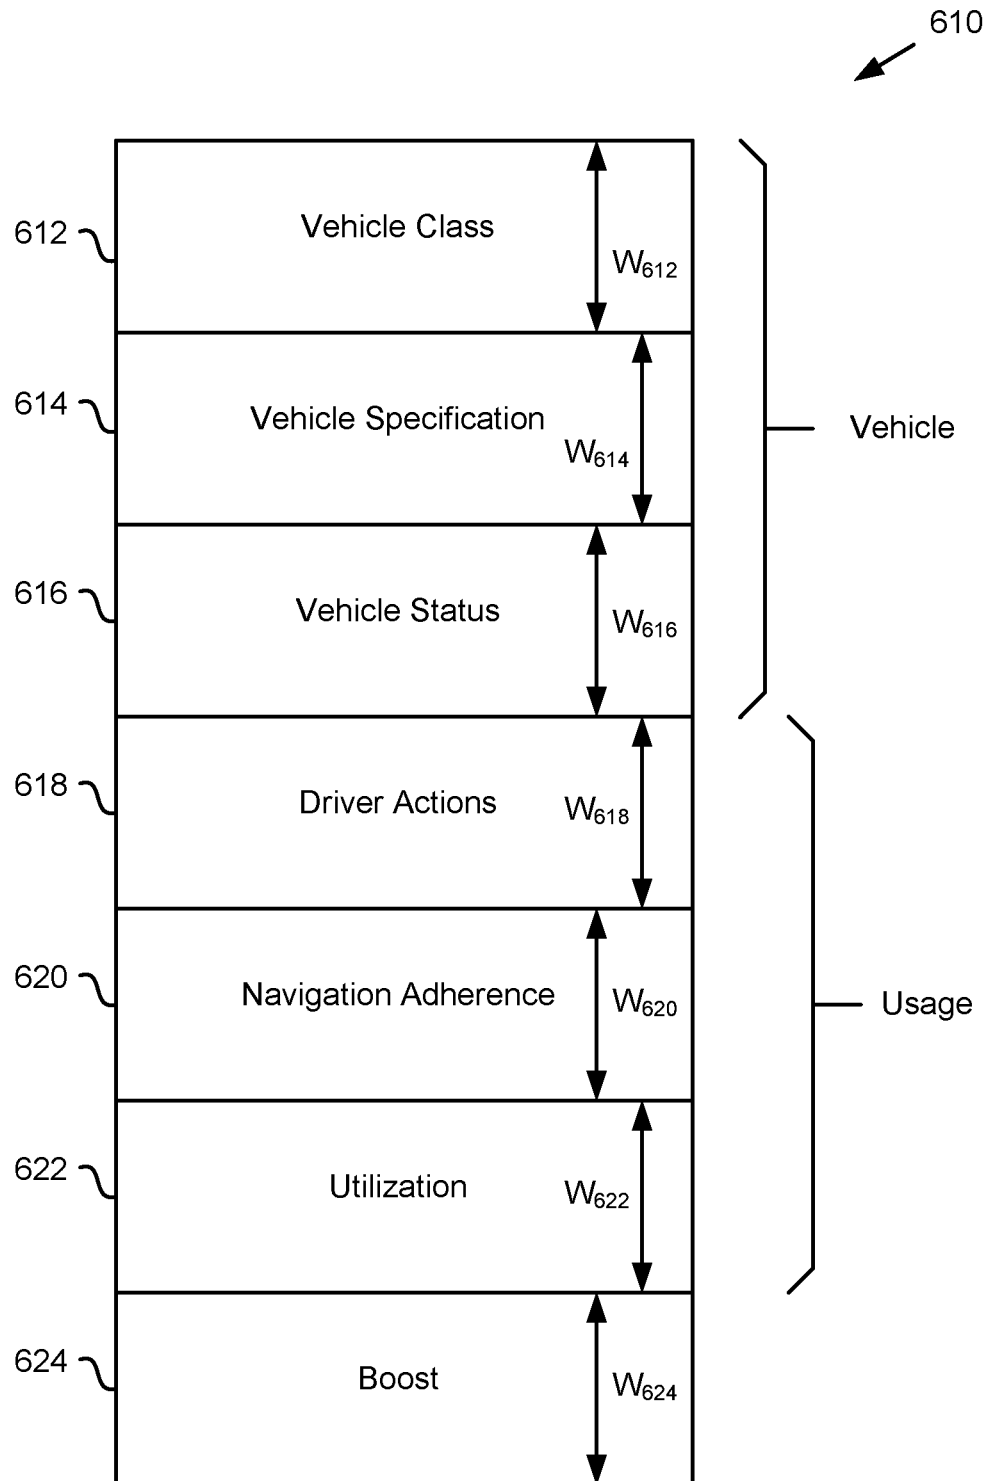 610
612
Vehicle Class
W612
614
Vehicle Specification
W614
Vehicle
616
Vehicle Status
W616
618
Driver Actions
W618
620
Navigation Adherence
W620
Usage
622
Utilization
W622
624
Boost
W624